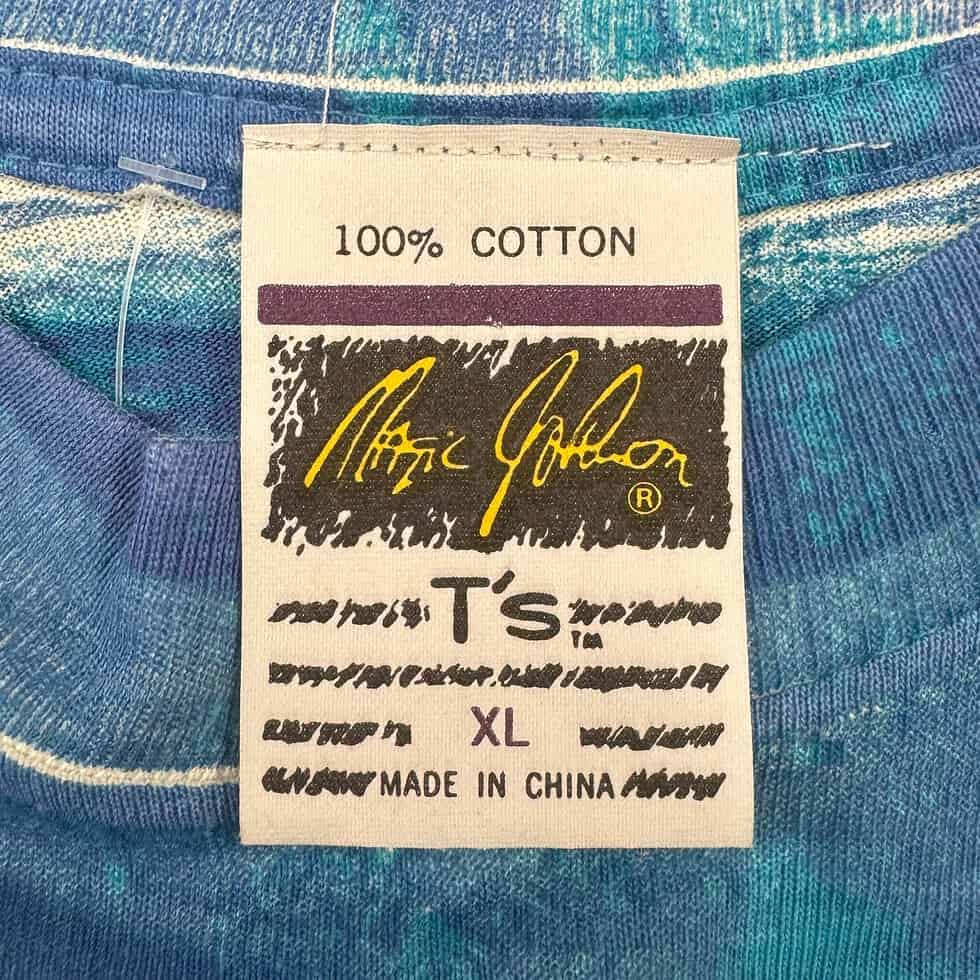 100% COTTON
Magic Johnson
®
T's
TM
XL
MADE IN CHINA